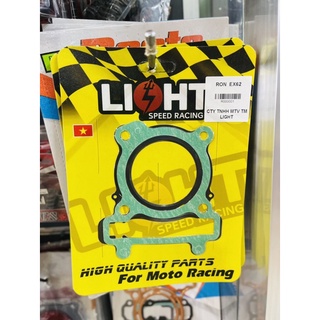 LIGHT
SPEED RACING
RON EX62
CTY TNHH MTV TM
LIGHT
HIGH QUALITY PARTS
For Moto Racing